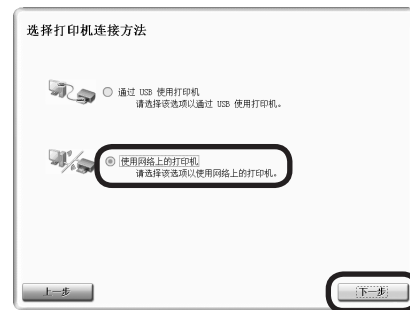 选择打印机连接方法
通过 USB 使用打印机
请选择该选项以通过 USB 使用打印机。
使用网络上的打印机
请选择该选项以使用网络上的打印机。
上一步
下一步